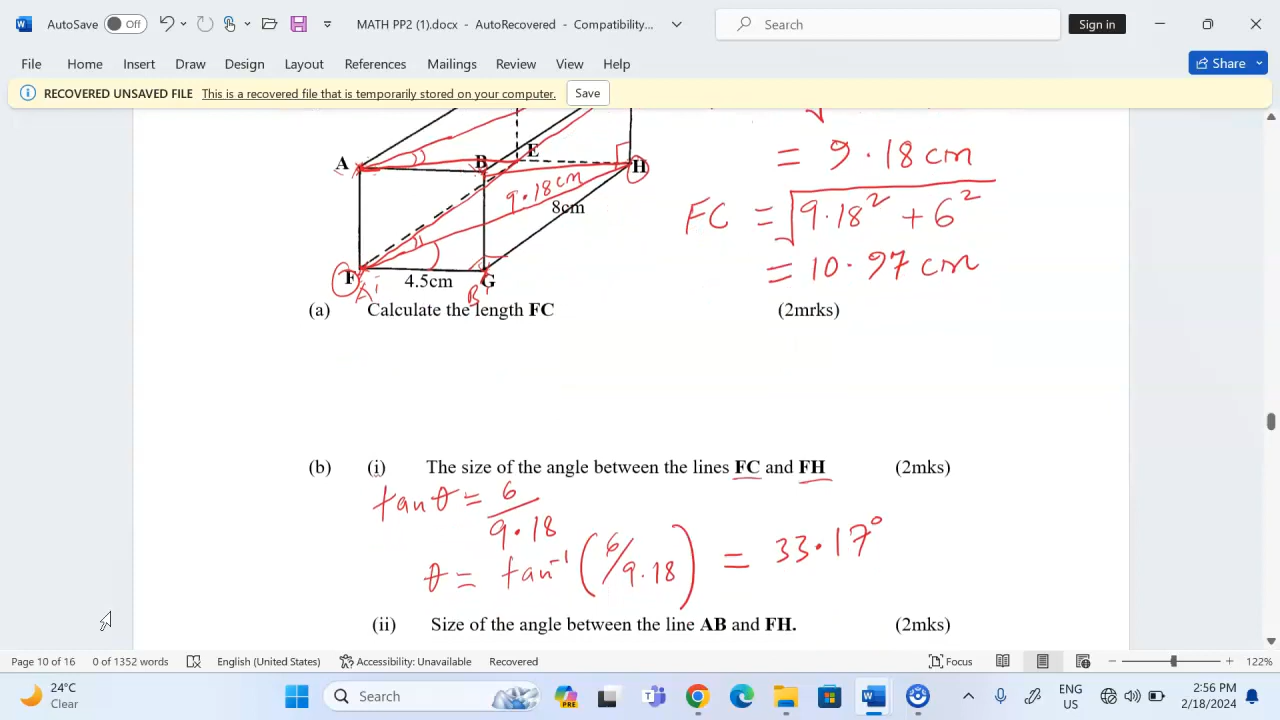 AutoSave Off MATH PP2 (1).docx - AutoRecovered - Compatibility... Search Sign in
File Home Insert Draw Design Layout References Mailings Review View Help Share
RECOVERED UNSAVED FILE This is a recovered file that is temporarily stored on your computer. Save
= 9.18 cm
A B E H
9.18cm
8cm
FC = √9.18² + 6²
= 10.97 cm
F A' 4.5cm B' G
(a) Calculate the length FC (2mrks)
(b) (i) The size of the angle between the lines FC and FH (2mks)
tan θ = 6/9.18
θ = tan⁻¹ (6/9.18) = 33.17°
(ii) Size of the angle between the line AB and FH. (2mks)
Page 10 of 16 0 of 1352 words English (United States) Accessibility: Unavailable Recovered Focus 122%
24°C
Clear
Search
PRE
ENG
US
2:56 PM
2/18/2024